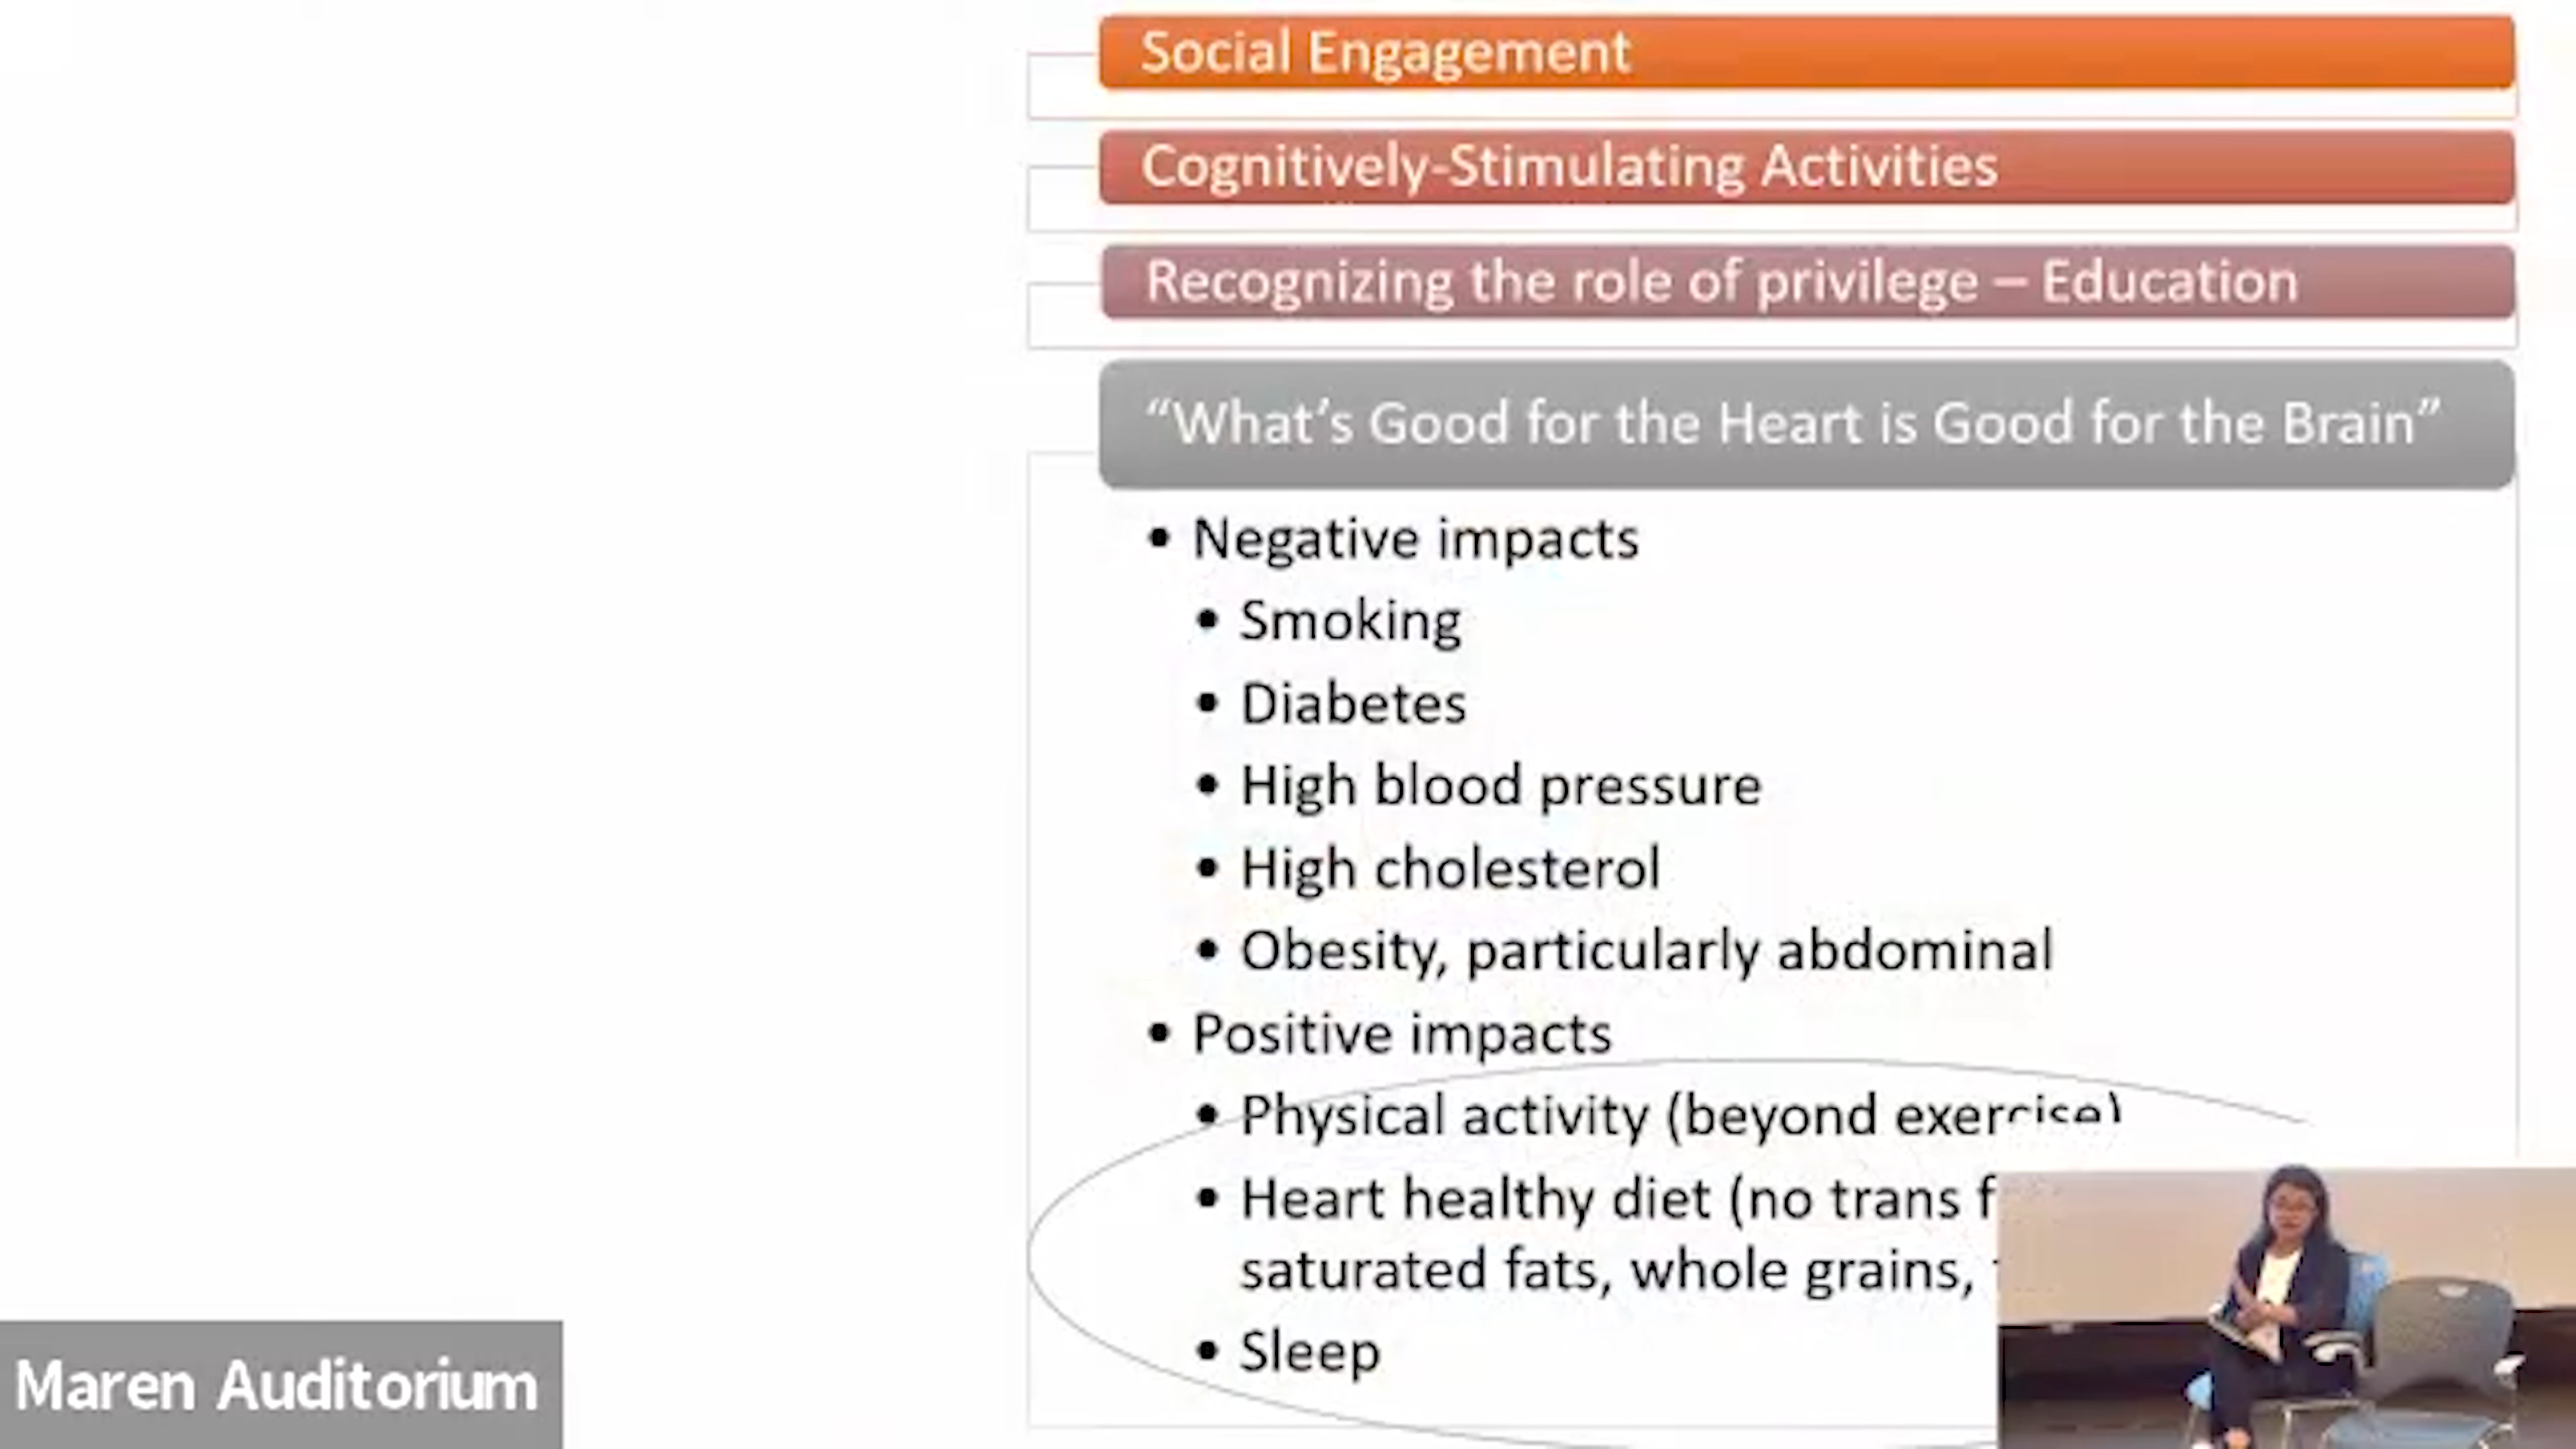 Social Engagement
Cognitively-Stimulating Activities
Recognizing the role of privilege – Education
“What’s Good for the Heart is Good for the Brain”
• Negative impacts
• Smoking
• Diabetes
• High blood pressure
• High cholesterol
• Obesity, particularly abdominal
• Positive impacts
• Physical activity (beyond exercise)
• Heart healthy diet (no trans
saturated fats, whole grains,
• Sleep
Maren Auditorium